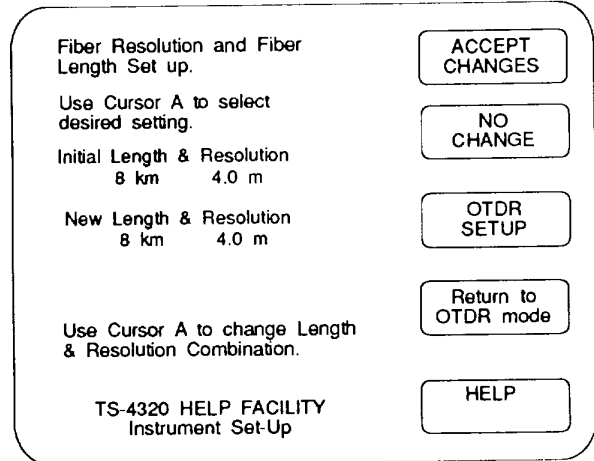 Fiber Resolution and Fiber
Length Set up.
Use Cursor A to select
desired setting.
Initial Length & Resolution
8 km 4.0 m
New Length & Resolution
8 km 4.0 m
Use Cursor A to change Length
& Resolution Combination.
TS-4320 HELP FACILITY
Instrument Set-Up
ACCEPT
CHANGES
NO
CHANGE
OTDR
SETUP
Return to
OTDR mode
HELP